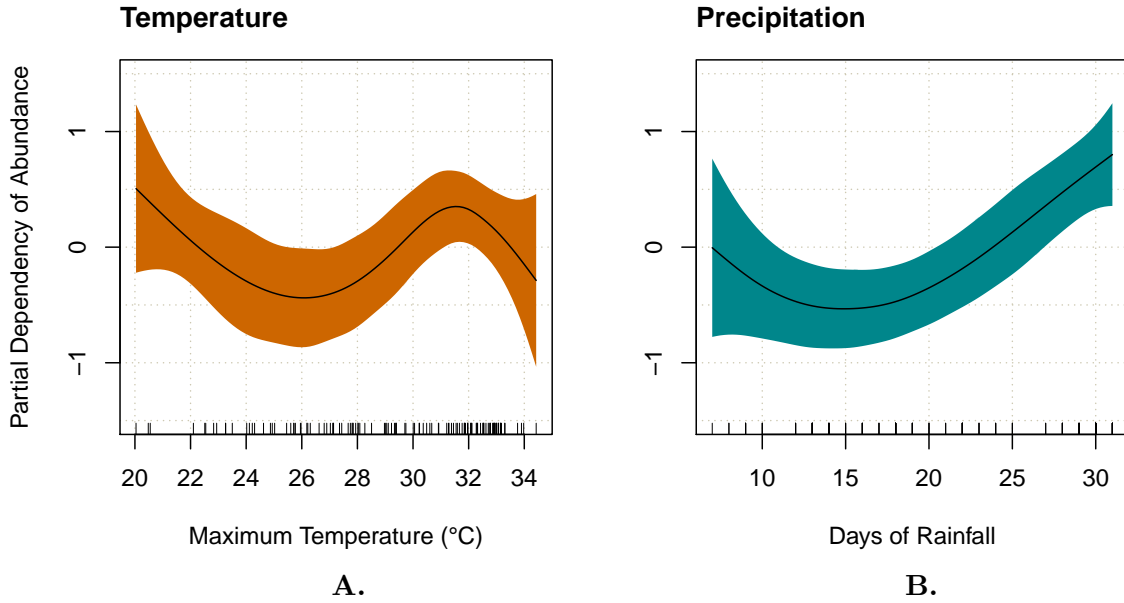 Temperature
Partial Dependency of Abundance
1
0
−1
20 22 24 26 28 30 32 34
Maximum Temperature (°C)
A.
Precipitation
1
0
−1
10 15 20 25 30
Days of Rainfall
B.